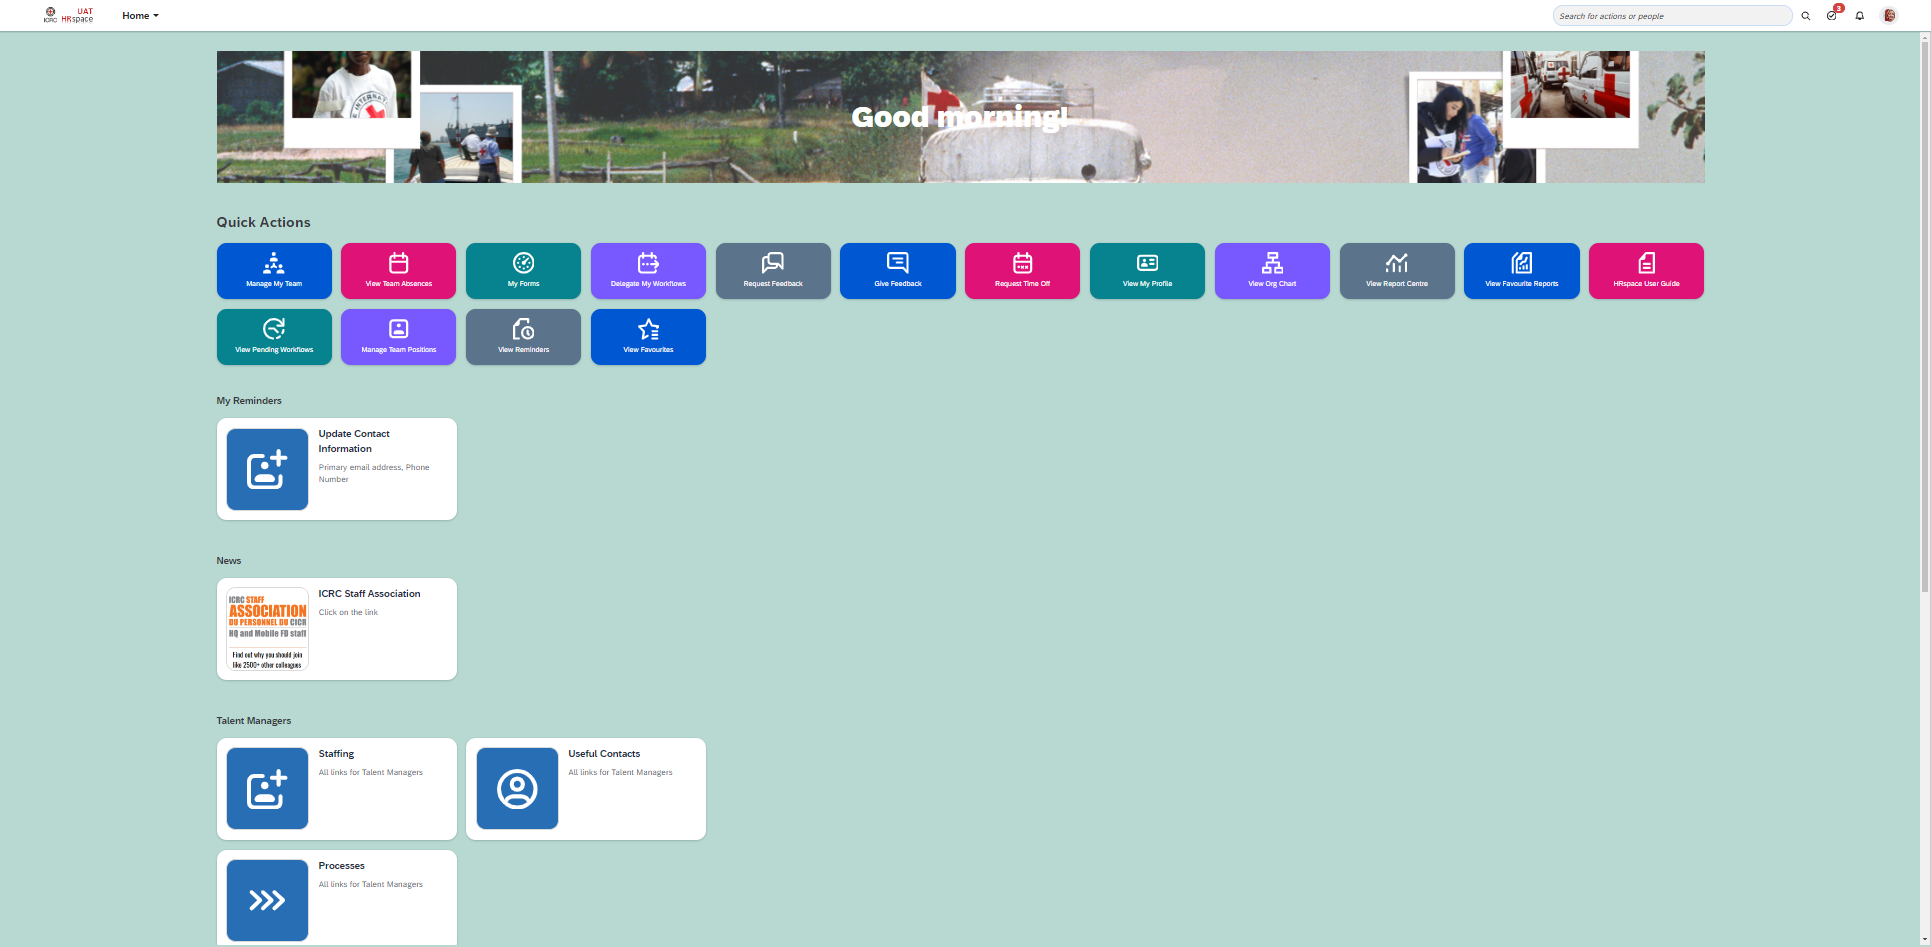 ICRC
UAT
HRspace
Home
Search for actions or people
3
INTERNAT
Good morning!
Quick Actions
Manage My Team
View Team Absences
My Forms
Delegate My Workflows
Request Feedback
Give Feedback
Request Time Off
View My Profile
View Org Chart
View Report Centre
View Favourite Reports
HRspace User Guide
View Pending Workflows
Manage Team Positions
View Reminders
View Favourites
My Reminders
Update Contact
Information
Primary email address, Phone
Number
News
ICRC STAFF
ASSOCIATION
DU PERSONNEL DU CICR
HQ and Mobile FD staff
Find out why you should join
like 2500+ other colleagues
ICRC Staff Association
Click on the link
Talent Managers
Staffing
All links for Talent Managers
Useful Contacts
All links for Talent Managers
Processes
All links for Talent Managers